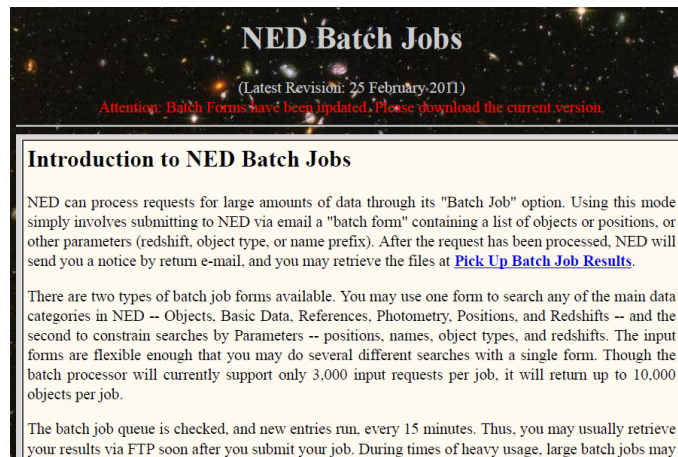 NED Batch Jobs
(Latest Revision: 25 February 2011)
Attention: Batch Forms have been updated. Please download the current version.
Introduction to NED Batch Jobs
NED can process requests for large amounts of data through its "Batch Job" option. Using this mode
simply involves submitting to NED via email a "batch form" containing a list of objects or positions, or
other parameters (redshift, object type, or name prefix). After the request has been processed, NED will
send you a notice by return e-mail, and you may retrieve the files at Pick Up Batch Job Results.
There are two types of batch job forms available. You may use one form to search any of the main data
categories in NED -- Objects, Basic Data, References, Photometry, Positions, and Redshifts -- and the
second to constrain searches by Parameters -- positions, names, object types, and redshifts. The input
forms are flexible enough that you may do several different searches with a single form. Though the
batch processor will currently support only 3,000 input requests per job, it will return up to 10,000
objects per job.
The batch job queue is checked, and new entries run, every 15 minutes. Thus, you may usually retrieve
your results via FTP soon after you submit your job. During times of heavy usage, large batch jobs may